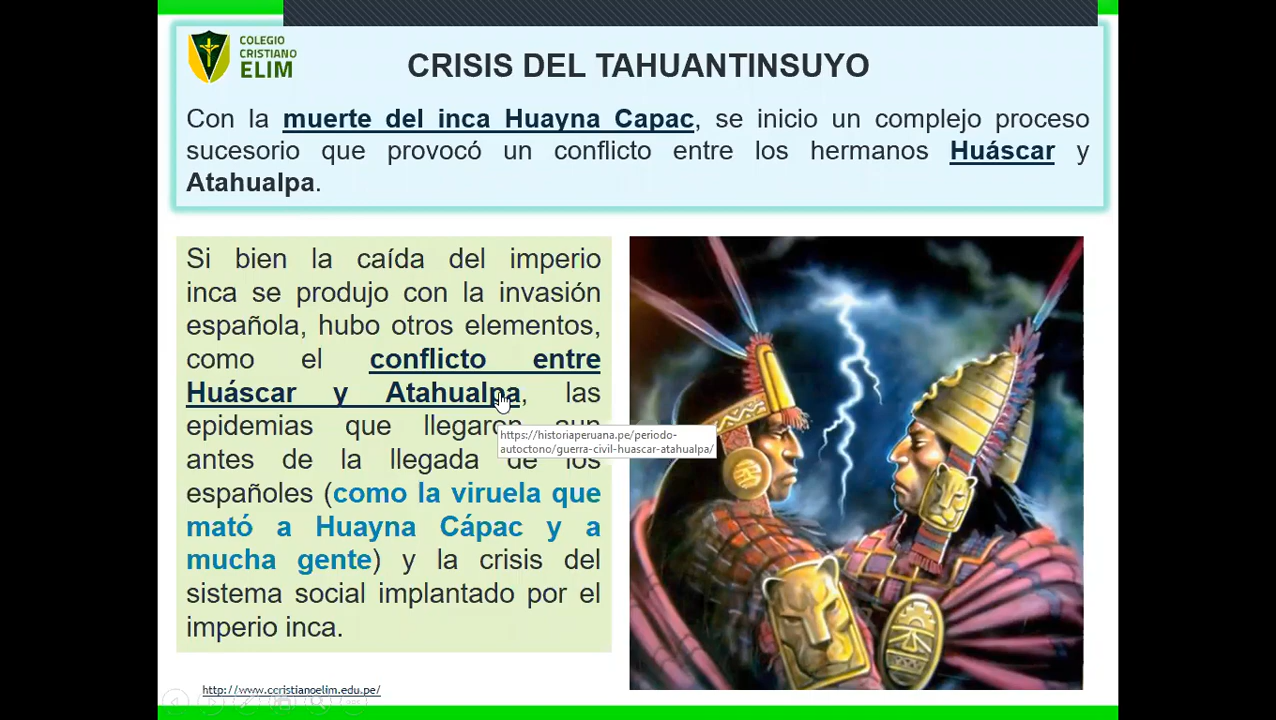 COLEGIO
CRISTIANO
ELIM
CRISIS DEL TAHUANTINSUYO
Con la muerte del inca Huayna Capac, se inicio un complejo proceso
sucesorio que provocó un conflicto entre los hermanos Huáscar y
Atahualpa.
Si bien la caída del imperio
inca se produjo con la invasión
española, hubo otros elementos,
como el conflicto entre
Huáscar y Atahualpa, las
epidemias que llegaron aun
https://historiaperuana.pe/periodo-
autoctono/guerra-civil-huascar-atahualpa/
antes de la llegada de los
españoles (como la viruela que
mató a Huayna Cápac y a
mucha gente) y la crisis del
sistema social implantado por el
imperio inca.
http://www.ccristianoelim.edu.pe/